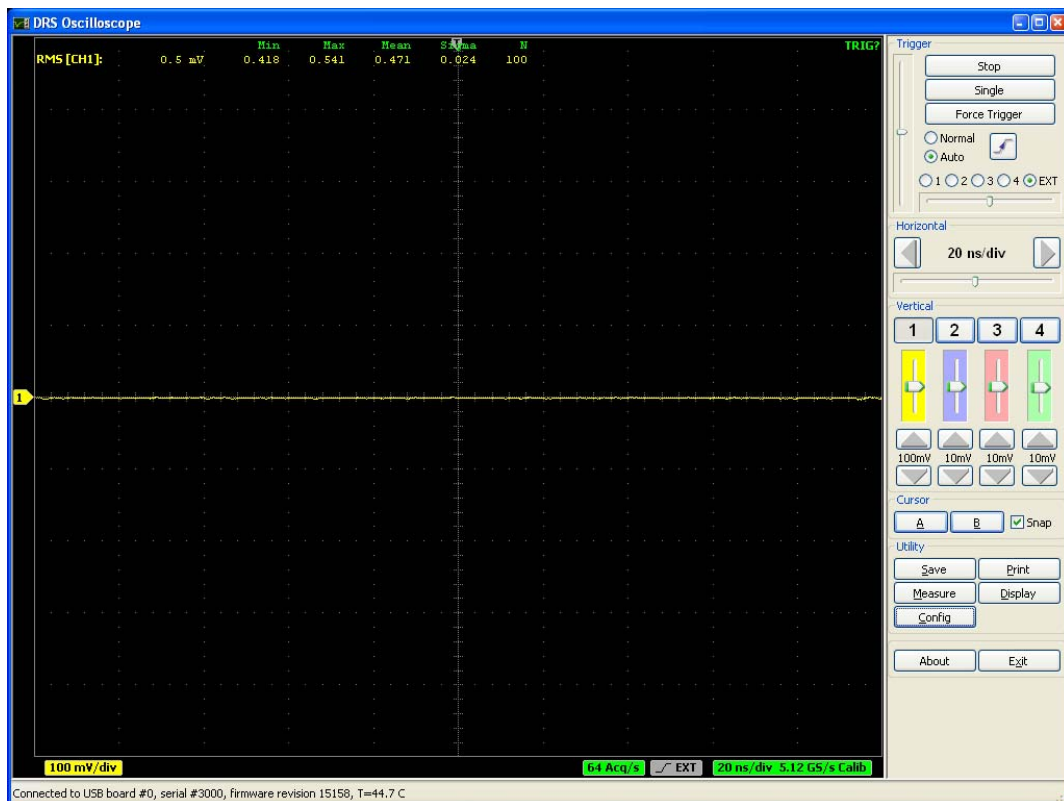 DRS Oscilloscope
Min Max Mean Sigma N
RMS [CH1]: 0.5 mV 0.418 0.541 0.471 0.024 100
TRIG?
T
1
100 mV/div
64 Acq/s
EXT
20 ns/div 5.12 GS/s Calib
Trigger
Stop
Single
Force Trigger
Normal
Auto
1 2 3 4 EXT
Horizontal
20 ns/div
Vertical
1 2 3 4
100mV 10mV 10mV 10mV
Cursor
A B Snap
Utility
Save Print
Measure Display
Config
About Exit
Connected to USB board #0, serial #3000, firmware revision 15158, T=44.7 C